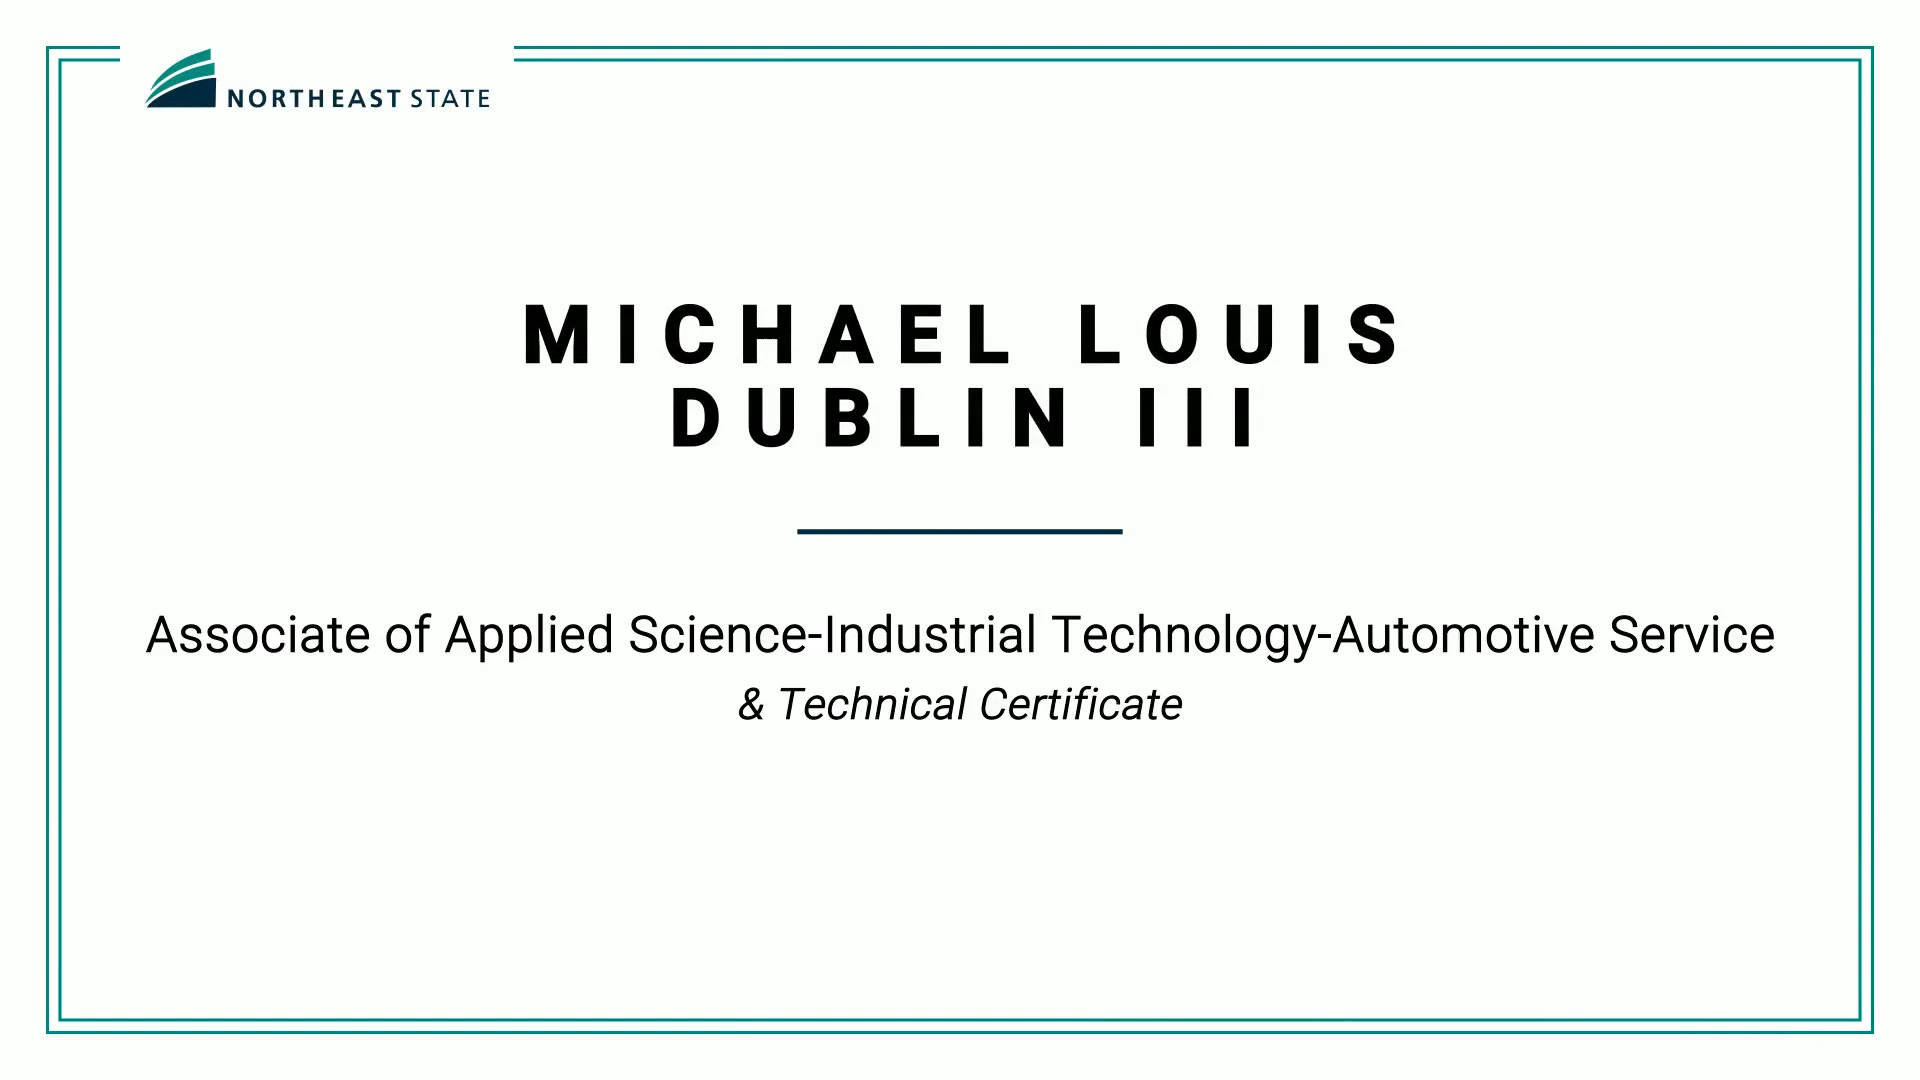 NORTHEAST STATE
MICHAEL LOUIS
DUBLIN III
Associate of Applied Science-Industrial Technology-Automotive Service
& Technical Certificate